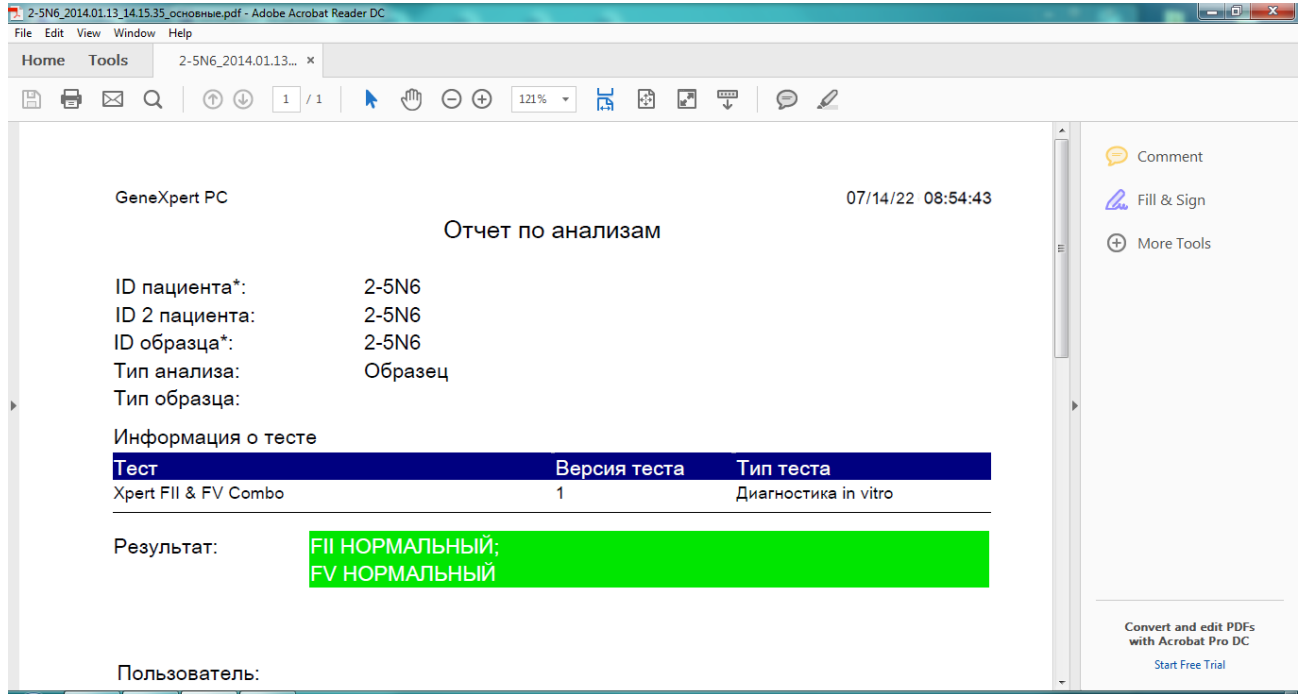 2-5N6_2014.01.13_14.15.35_основные.pdf - Adobe Acrobat Reader DC
File Edit View Window Help
Home Tools 2-5N6_2014.01.13... ×
1 / 1 121%
Comment
Fill & Sign
More Tools
GeneXpert PC 07/14/22 08:54:43
Отчет по анализам
ID пациента*: 2-5N6
ID 2 пациента: 2-5N6
ID образца*: 2-5N6
Тип анализа: Образец
Тип образца:
Информация о тесте
Тест Версия теста Тип теста
Xpert FII & FV Combo 1 Диагностика in vitro
Результат: FII НОРМАЛЬНЫЙ;
FV НОРМАЛЬНЫЙ
Пользователь:
Convert and edit PDFs
with Acrobat Pro DC
Start Free Trial